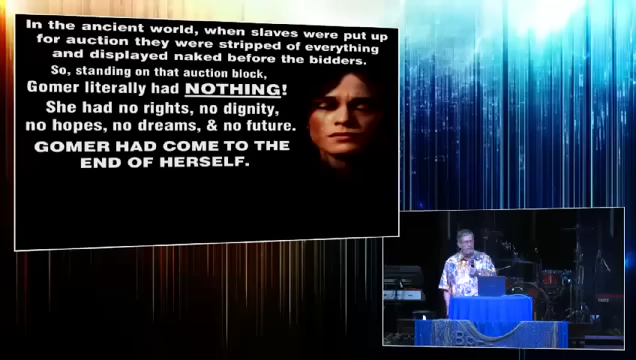 In the ancient world, when slaves were put up
for auction they were stripped of everything
and displayed naked before the bidders.
So, standing on that auction block,
Gomer literally had NOTHING!
She had no rights, no dignity,
no hopes, no dreams, & no future.
GOMER HAD COME TO THE
END OF HERSELF.